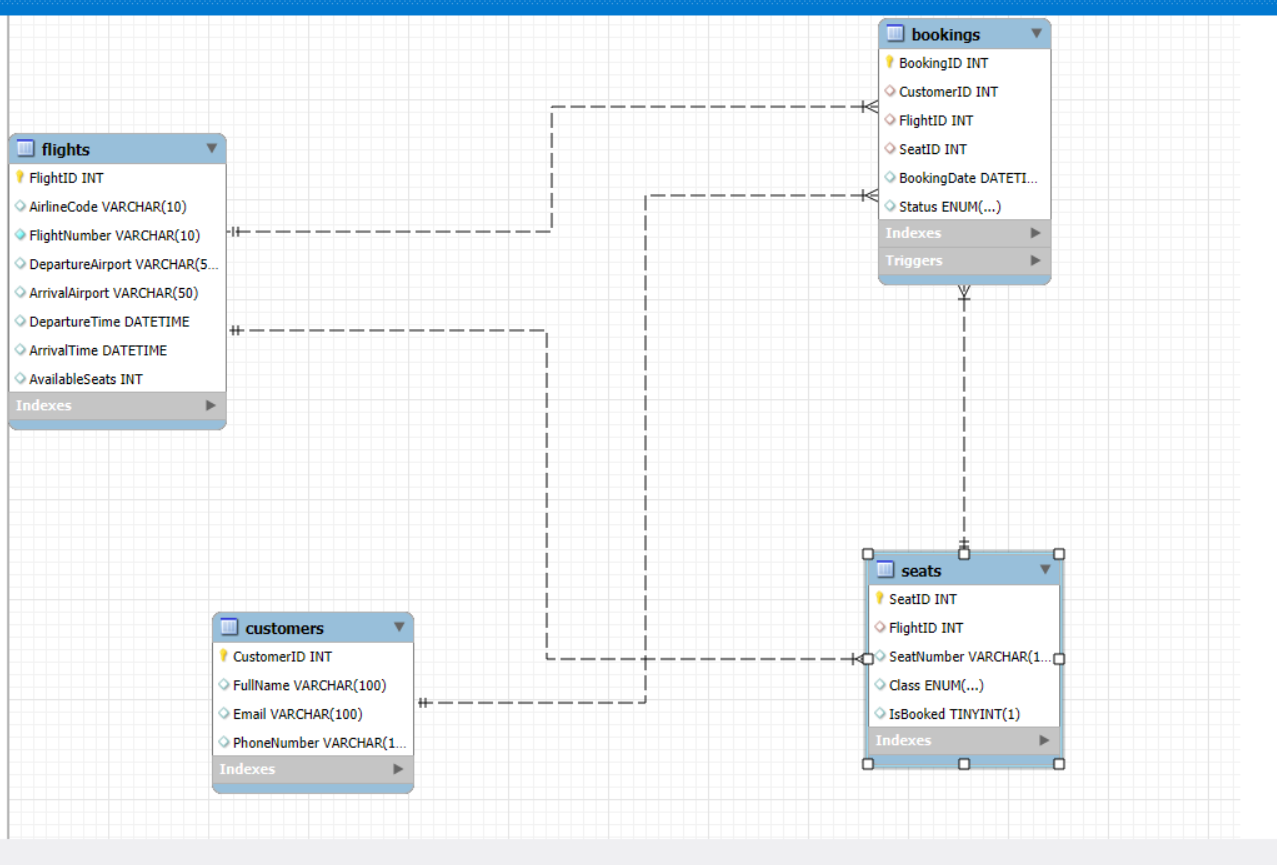 bookings
BookingID INT
CustomerID INT
FlightID INT
SeatID INT
BookingDate DATETI...
Status ENUM(...)
Indexes
Triggers
flights
FlightID INT
AirlineCode VARCHAR(10)
FlightNumber VARCHAR(10)
DepartureAirport VARCHAR(5...
ArrivalAirport VARCHAR(50)
DepartureTime DATETIME
ArrivalTime DATETIME
AvailableSeats INT
Indexes
seats
SeatID INT
FlightID INT
SeatNumber VARCHAR(1...
Class ENUM(...)
IsBooked TINYINT(1)
Indexes
customers
CustomerID INT
FullName VARCHAR(100)
Email VARCHAR(100)
PhoneNumber VARCHAR(1...
Indexes